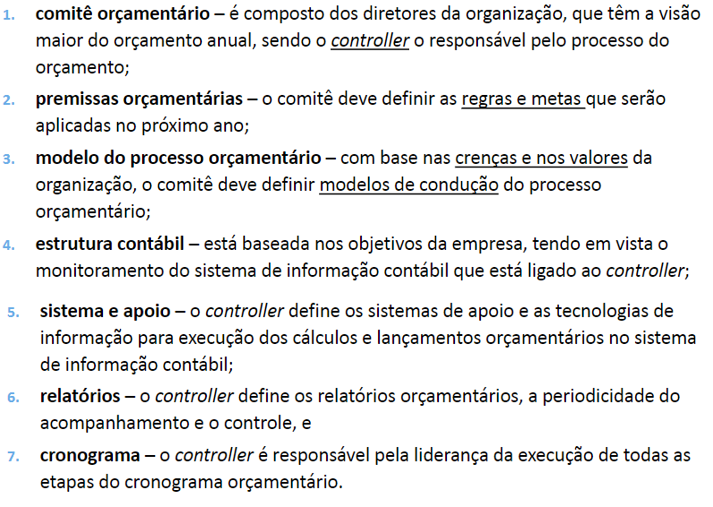 1. comitê orçamentário – é composto dos diretores da organização, que têm a visão
maior do orçamento anual, sendo o controller o responsável pelo processo do
orçamento;
2. premissas orçamentárias – o comitê deve definir as regras e metas que serão
aplicadas no próximo ano;
3. modelo do processo orçamentário – com base nas crenças e nos valores da
organização, o comitê deve definir modelos de condução do processo
orçamentário;
4. estrutura contábil – está baseada nos objetivos da empresa, tendo em vista o
monitoramento do sistema de informação contábil que está ligado ao controller;
5. sistema e apoio – o controller define os sistemas de apoio e as tecnologias de
informação para execução dos cálculos e lançamentos orçamentários no sistema
de informação contábil;
6. relatórios – o controller define os relatórios orçamentários, a periodicidade do
acompanhamento e o controle, e
7. cronograma – o controller é responsável pela liderança da execução de todas as
etapas do cronograma orçamentário.